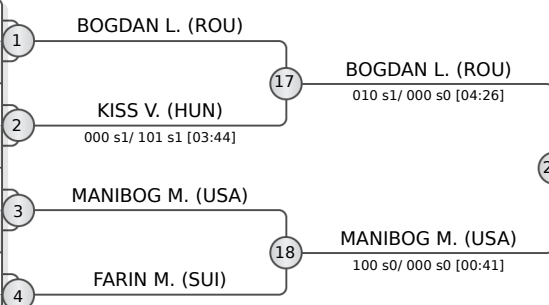 BOGDAN L. (ROU)
1
17
BOGDAN L. (ROU)
010 s1/ 000 s0 [04:26]
KISS V. (HUN)
2
000 s1/ 101 s1 [03:44]
2
MANIBOG M. (USA)
3
18
MANIBOG M. (USA)
100 s0/ 000 s0 [00:41]
FARIN M. (SUI)
4